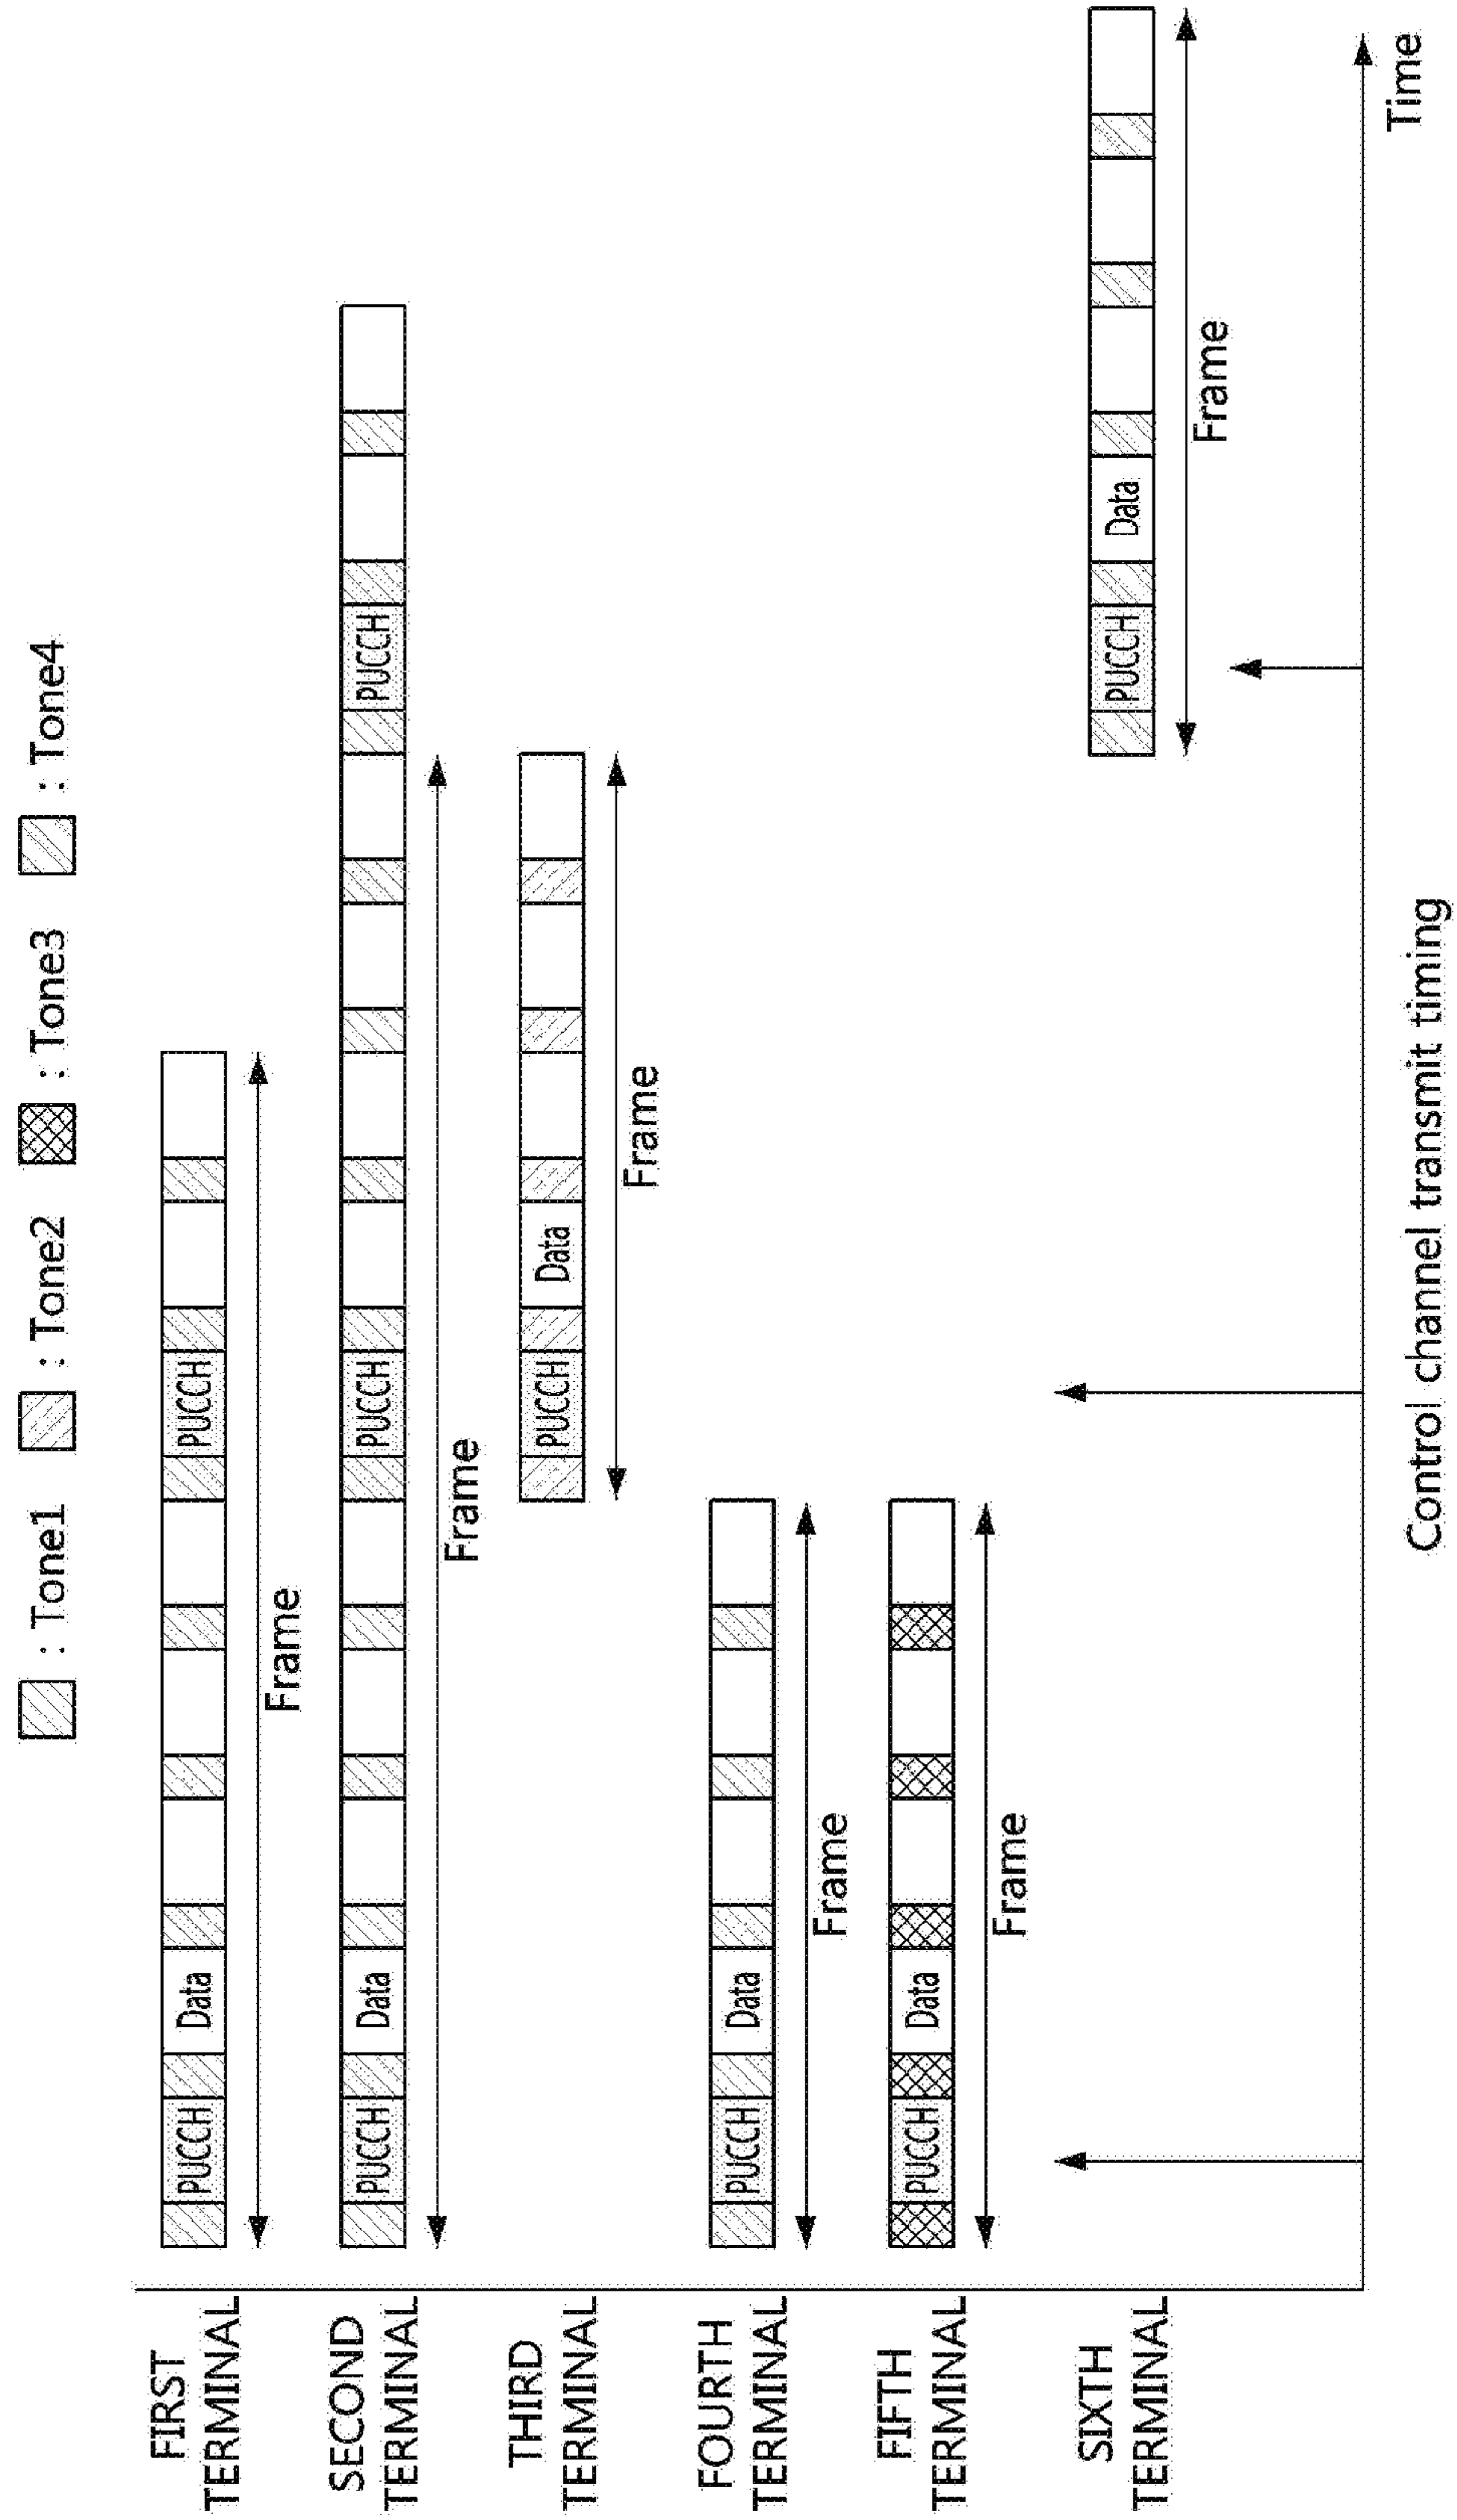 : Tone1 : Tone2 : Tone3 : Tone4
FIRST
TERMINAL
PUCCH Data PUCCH
Frame
SECOND
TERMINAL
PUCCH Data PUCCH PUCCH
Frame
THIRD
TERMINAL
PUCCH Data
Frame
FOURTH
TERMINAL
PUCCH Data
Frame
FIFTH
TERMINAL
PUCCH Data
Frame
SIXTH
TERMINAL
PUCCH Data
Frame
Time
Control channel transmit timing